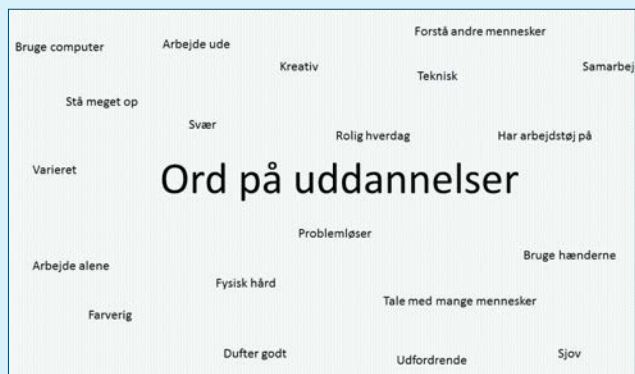 Forstå andre mennesker
Bruge computer
Arbejde ude
Kreativ
Teknisk
Samarbej
Stå meget op
Svær
Rolig hverdag
Har arbejdstøj på
Varieret
Ord på uddannelser
Problemløser
Bruge hænderne
Arbejde alene
Fysisk hård
Tale med mange mennesker
Farverig
Dufter godt
Udfordrende
Sjov